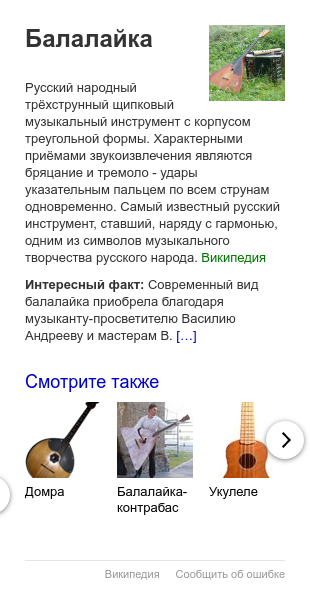 Балалайка
Русский народный
трёхструнный щипковый
музыкальный инструмент с корпусом
треугольной формы. Характерными
приёмами звукоизвлечения являются
бряцание и тремоло - удары
указательным пальцем по всем струнам
одновременно. Самый известный русский
инструмент, ставший, наряду с гармонью,
одним из символов музыкального
творчества русского народа. Википедия
Интересный факт: Современный вид
балалайка приобрела благодаря
музыканту-просветителю Василию
Андрееву и мастерам В. […]
Смотрите также
Домра
Балалайка-
контрабас
Укулеле
Википедия Сообщить об ошибке